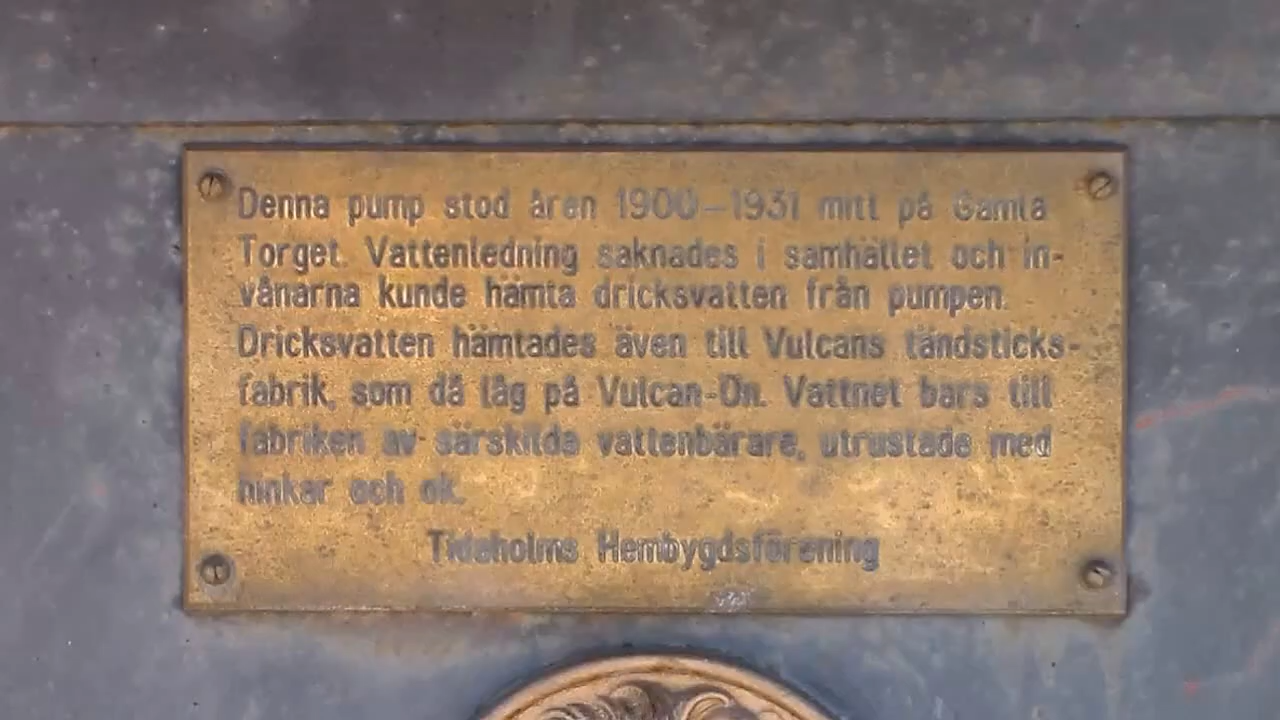 Denna pump stod åren 1900-1931 mitt på Gamla
Torget. Vattenledning saknades i samhället och in-
vånarna kunde hämta dricksvatten från pumpen.
Dricksvatten hämtades även till Vulcans tändsticks-
fabrik, som då låg på Vulcan-Ön. Vattnet bars till
fabriken av särskilda vattenbärare, utrustade med
hinkar och ok.
Tidaholms Hembygdsförening